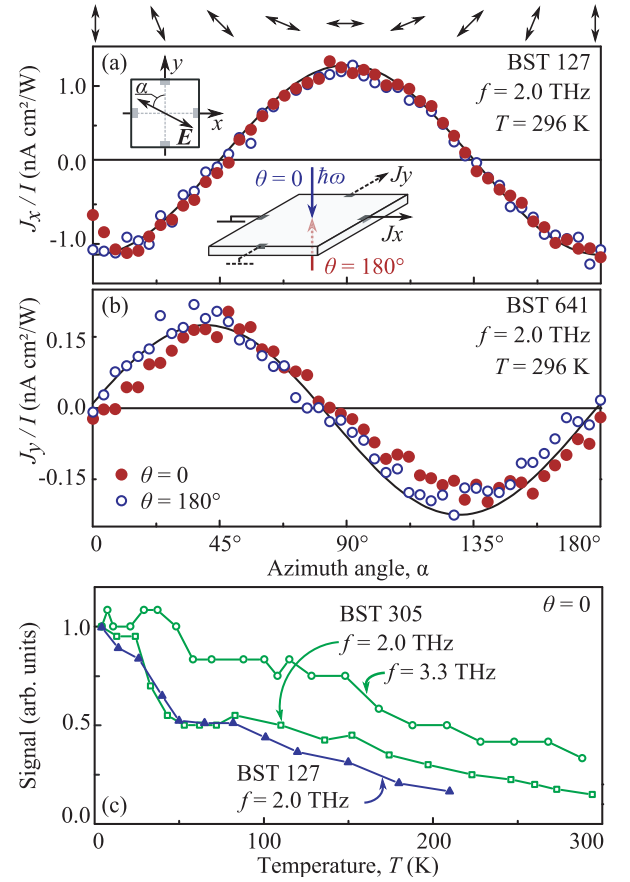 (a)
BST 127
f = 2.0 THz
T = 296 K
y
α
E
x
Jx / I (nA cm²/W)
1.0
0.0
-1.0
θ = 0
ħω
Jy
Jx
θ = 180°
(b)
BST 641
f = 2.0 THz
T = 296 K
Jy / I (nA cm²/W)
0.15
0.0
-0.15
θ = 0
θ = 180°
0
45°
90°
135°
180°
Azimuth angle, α
θ = 0
BST 305
f = 2.0 THz
f = 3.3 THz
Signal (arb. units)
1.0
0.5
0.0
BST 127
f = 2.0 THz
(c)
0
100
200
300
Temperature, T (K)